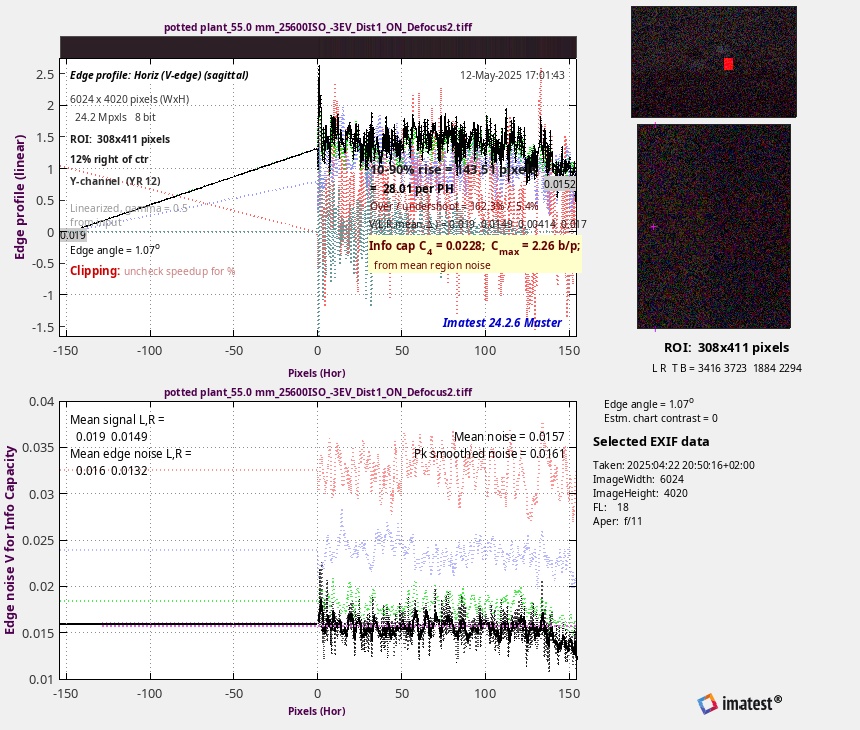 potted plant_55.0 mm_25600ISO_-3EV_Dist1_ON_Defocus2.tiff
Edge profile: Horiz (V-edge) (sagittal)
12-May-2025 17:01:43
6024 x 4020 pixels (WxH)
24.2 Mpxls 8 bit
ROI: 308x411 pixels
12% right of ctr
Y-channel (Y,R 12)
Linearized, gamma = 0.5
from input
0.019
Edge angle = 1.07°
Clipping: uncheck speedup for %
10-90% rise = 143.51 pixels
= 28.01 per PH
0.0152
Over / undershoot = 162.3% / 5.4%
Info cap C4 = 0.0228; Cmax = 2.26 b/p;
from mean region noise
Imatest 24.2.6 Master
Edge profile (linear)
2.5
2
1.5
1
0.5
0
-0.5
-1
-1.5
-150 -100 -50 0 50 100 150
Pixels (Hor)
potted plant_55.0 mm_25600ISO_-3EV_Dist1_ON_Defocus2.tiff
Mean signal L,R =
0.019 0.0149
Mean edge noise L,R =
0.016 0.0132
Mean noise = 0.0157
Pk smoothed noise = 0.0161
Edge noise V for Info Capacity
0.04
0.035
0.03
0.025
0.02
0.015
0.01
-150 -100 -50 0 50 100 150
Pixels (Hor)
ROI: 308x411 pixels
L R T B = 3416 3723 1884 2294
Edge angle = 1.07°
Estm. chart contrast = 0
Selected EXIF data
Taken: 2025:04:22 20:50:16+02:00
ImageWidth: 6024
ImageHeight: 4020
FL: 18
Aper: f/11
imatest®